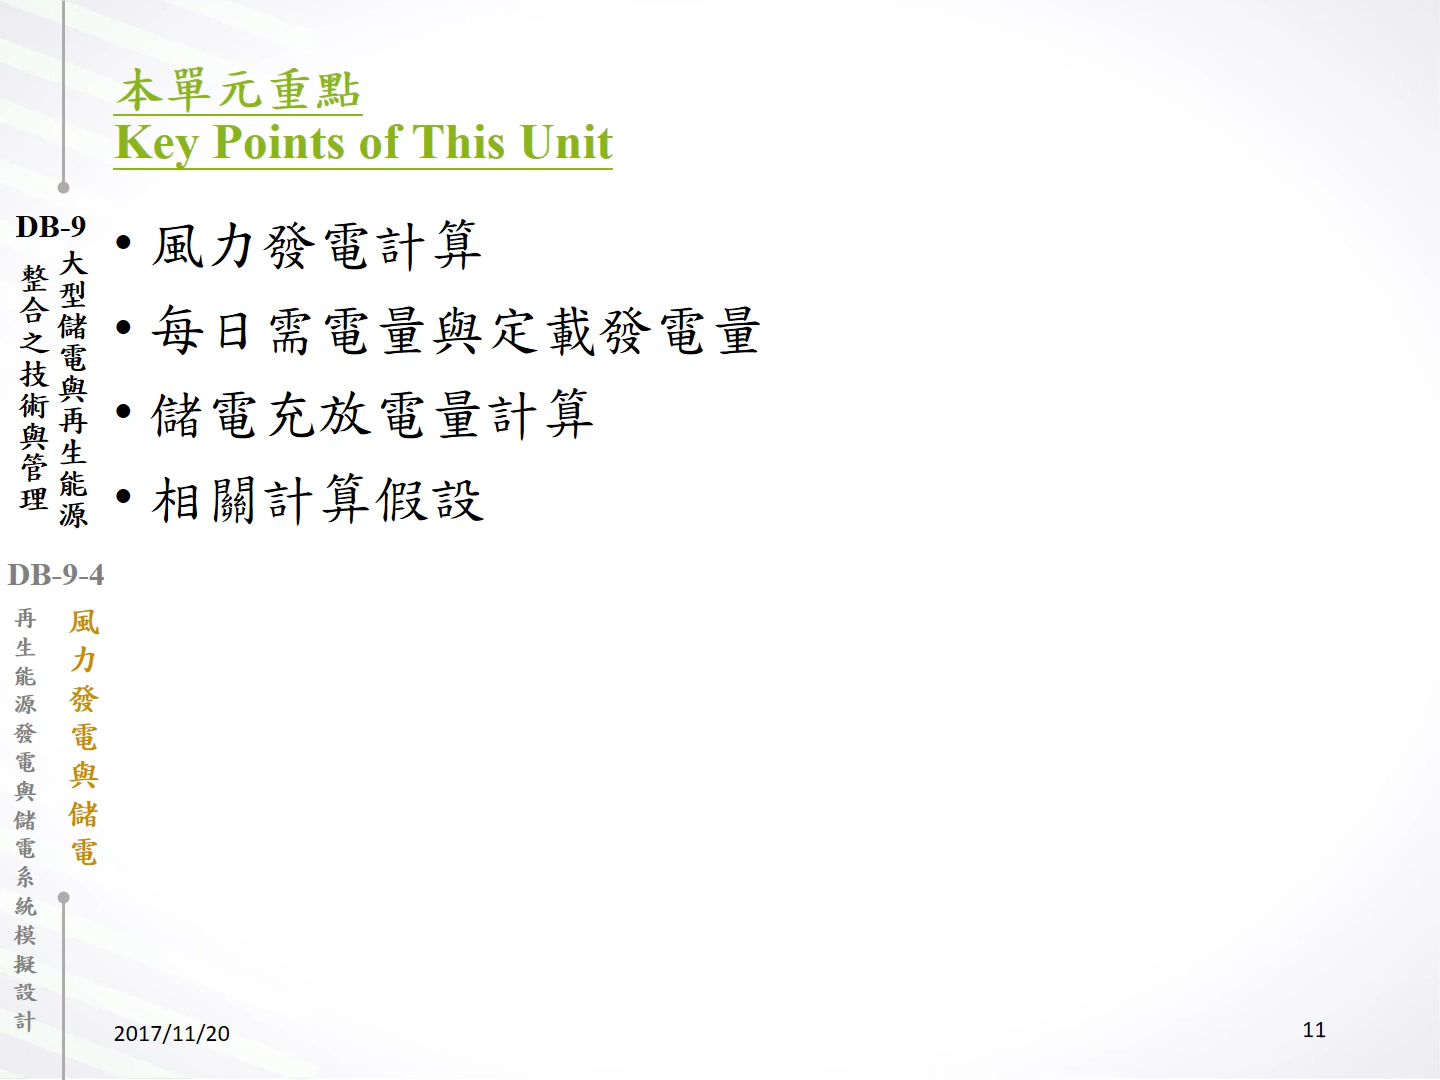 本單元重點
Key Points of This Unit
DB-9
大型儲電與再生能源
整合之技術與管理
• 風力發電計算
• 每日需電量與定載發電量
• 儲電充放電量計算
• 相關計算假設
DB-9-4
風力發電與儲電
再生能源發電與儲電系統模擬設計
2017/11/20
11